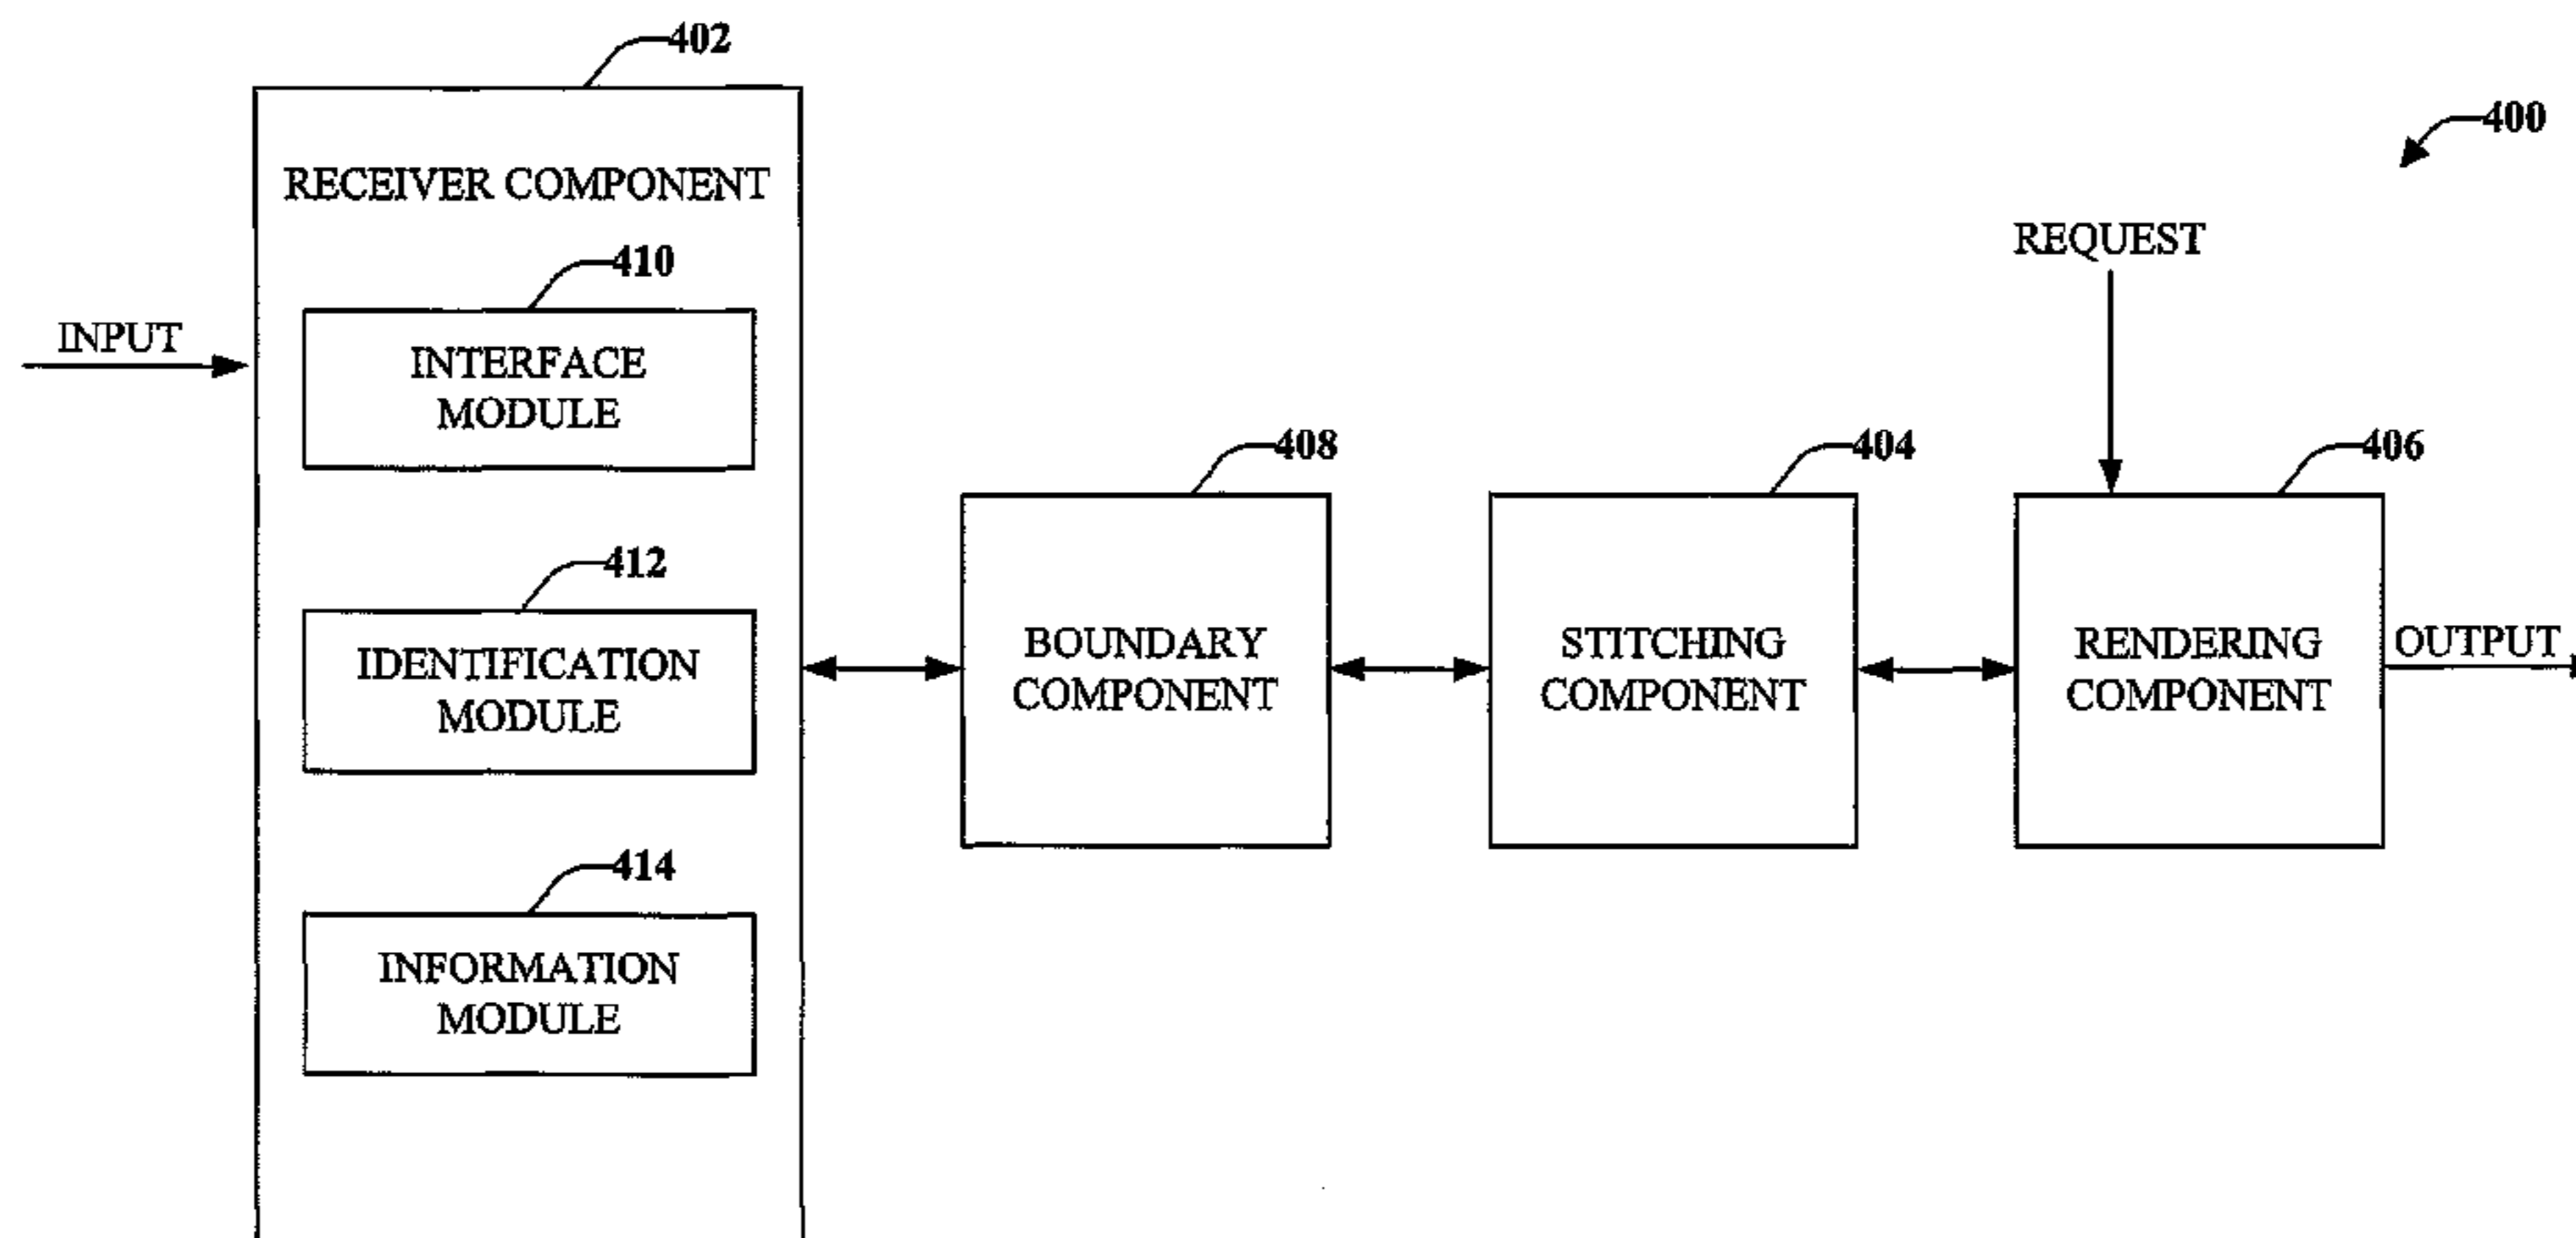 402
RECEIVER COMPONENT
400
REQUEST
410
INPUT
INTERFACE
MODULE
408
404
406
412
IDENTIFICATION
MODULE
BOUNDARY
COMPONENT
STITCHING
COMPONENT
RENDERING
COMPONENT
OUTPUT
414
INFORMATION
MODULE